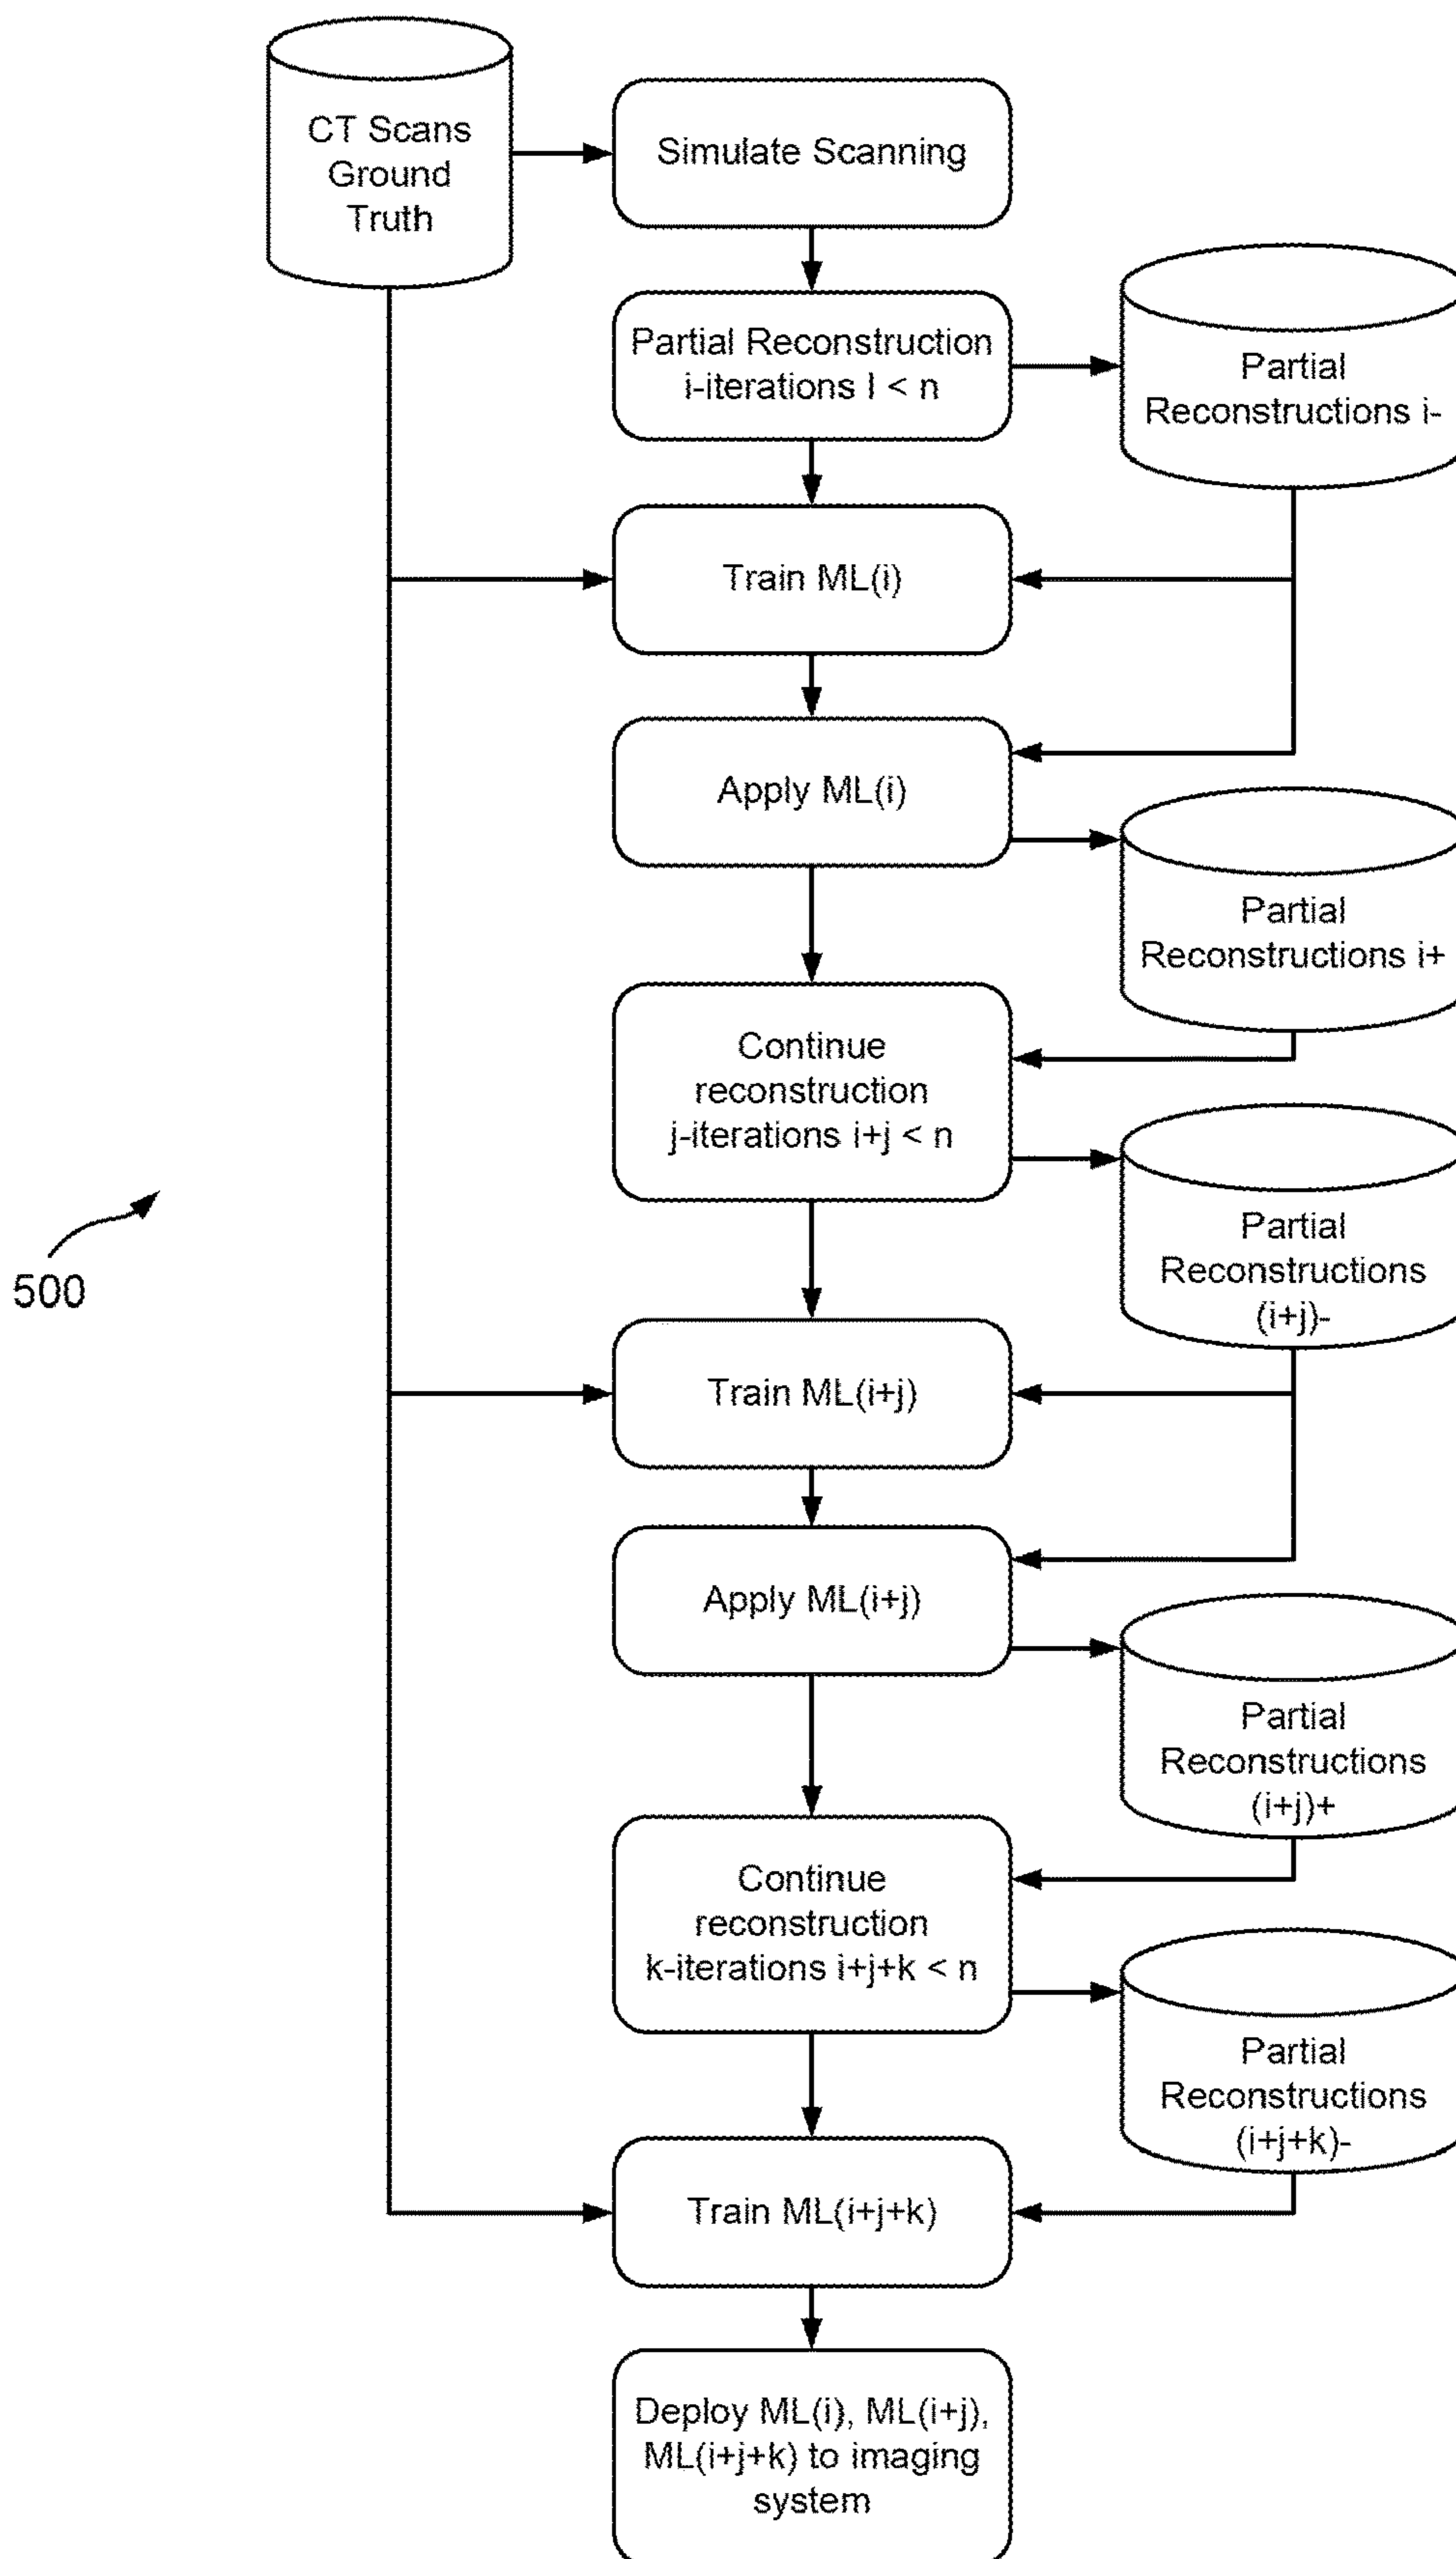 CT Scans
Ground
Truth
Simulate Scanning
Partial Reconstruction
i-iterations I < n
Partial
Reconstructions i-
Train ML(i)
Apply ML(i)
Partial
Reconstructions i+
Continue
reconstruction
j-iterations i+j < n
Partial
Reconstructions
(i+j)-
500
Train ML(i+j)
Apply ML(i+j)
Partial
Reconstructions
(i+j)+
Continue
reconstruction
k-iterations i+j+k < n
Partial
Reconstructions
(i+j+k)-
Train ML(i+j+k)
Deploy ML(i), ML(i+j),
ML(i+j+k) to imaging
system